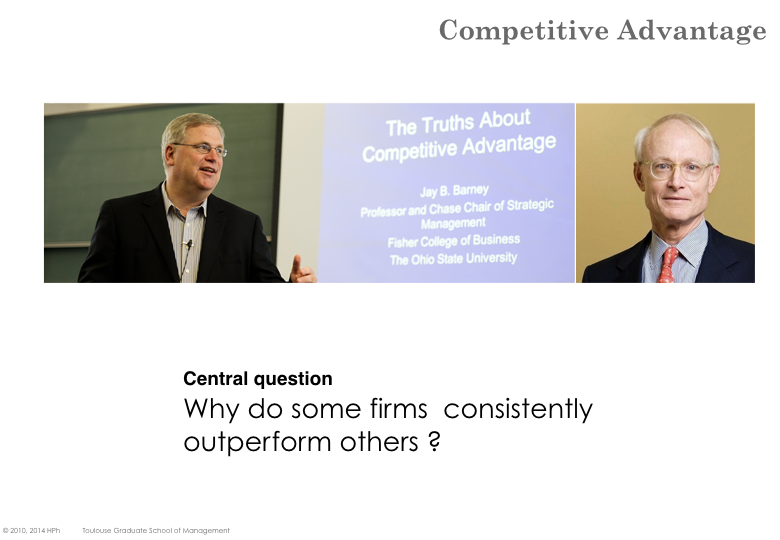 Competitive Advantage
The Truths About
Competitive Advantage
Jay B. Barney
Professor and Chase Chair of Strategic
Management
Fisher College of Business
The Ohio State University
Central question
Why do some firms  consistently
outperform others ?
© 2010, 2014 HPh Toulouse Graduate School of Management